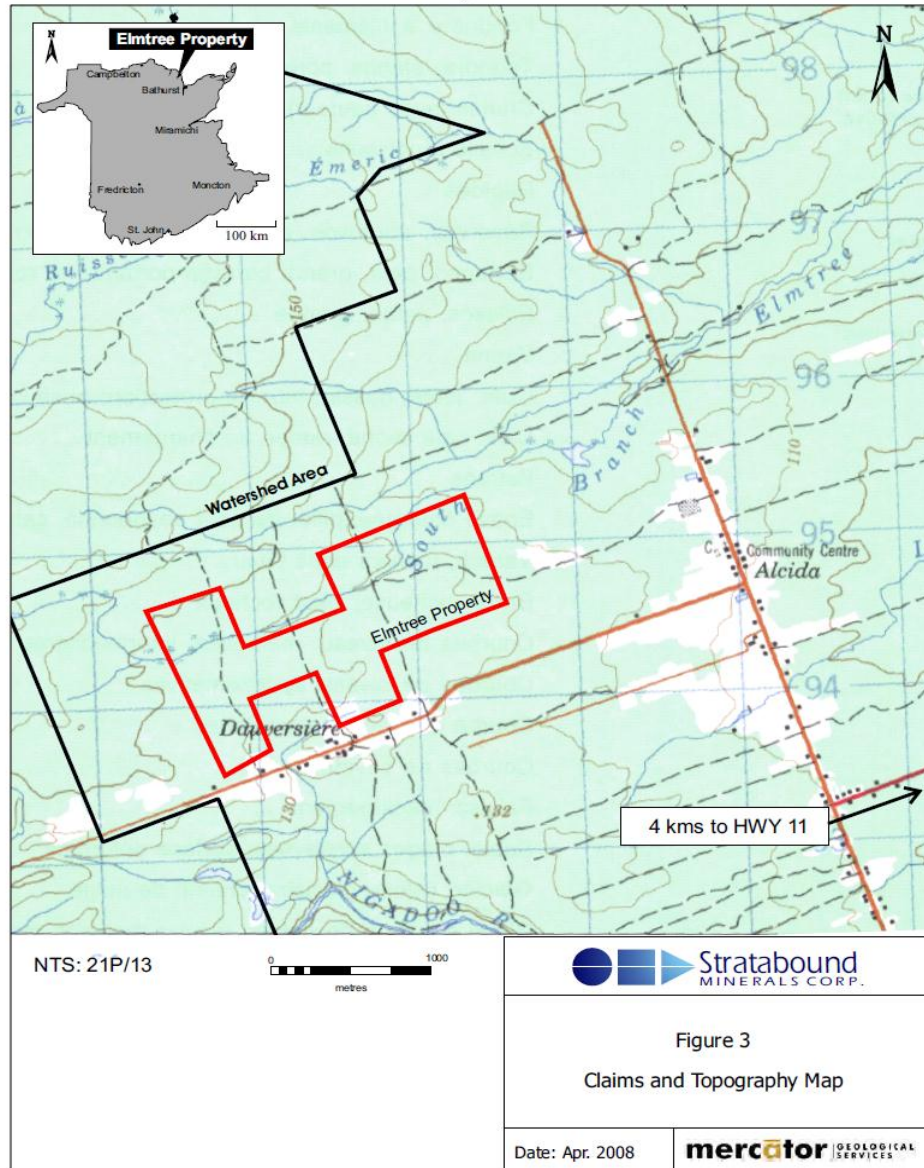 N
Elmtree Property
Campbelton
Bathurst
Miramichi
Fredricton
Moncton
St. John
100 km
N
98
à
Émeric
97
Ruisse
150
Elmtree
96
Branch
110
Watershed Area
South
95
Community Centre
Alcida
Elmtree Property
94
Dauversière
130
132
4 kms to HWY 11
NIGADOO R
NTS: 21P/13
0 1000
metres
Stratabound
MINERALS CORP.
Figure 3
Claims and Topography Map
Date: Apr. 2008
mercator GEOLOGICAL
SERVICES